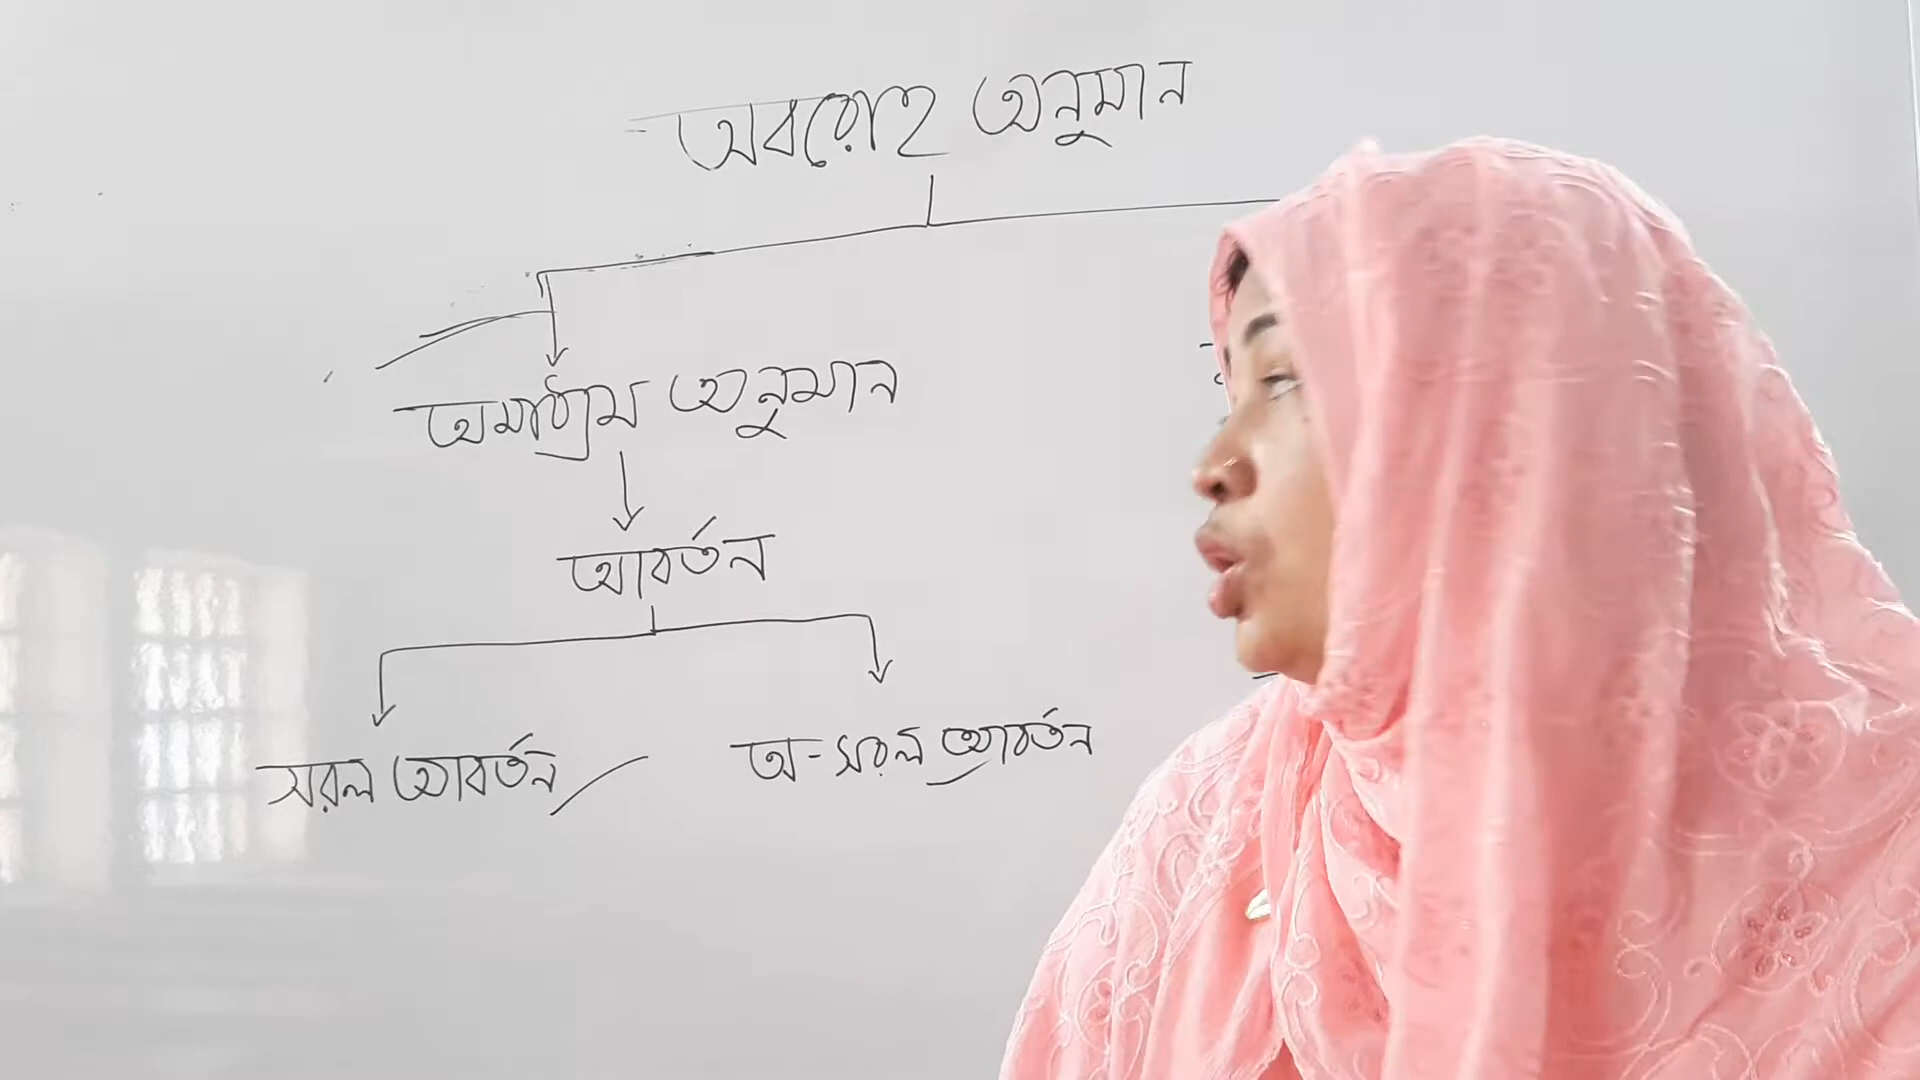 অবরোহ অনুমান
অমাধ্যম অনুমান
আবর্তন
সরল আবর্তন
অ-সরল আবর্তন